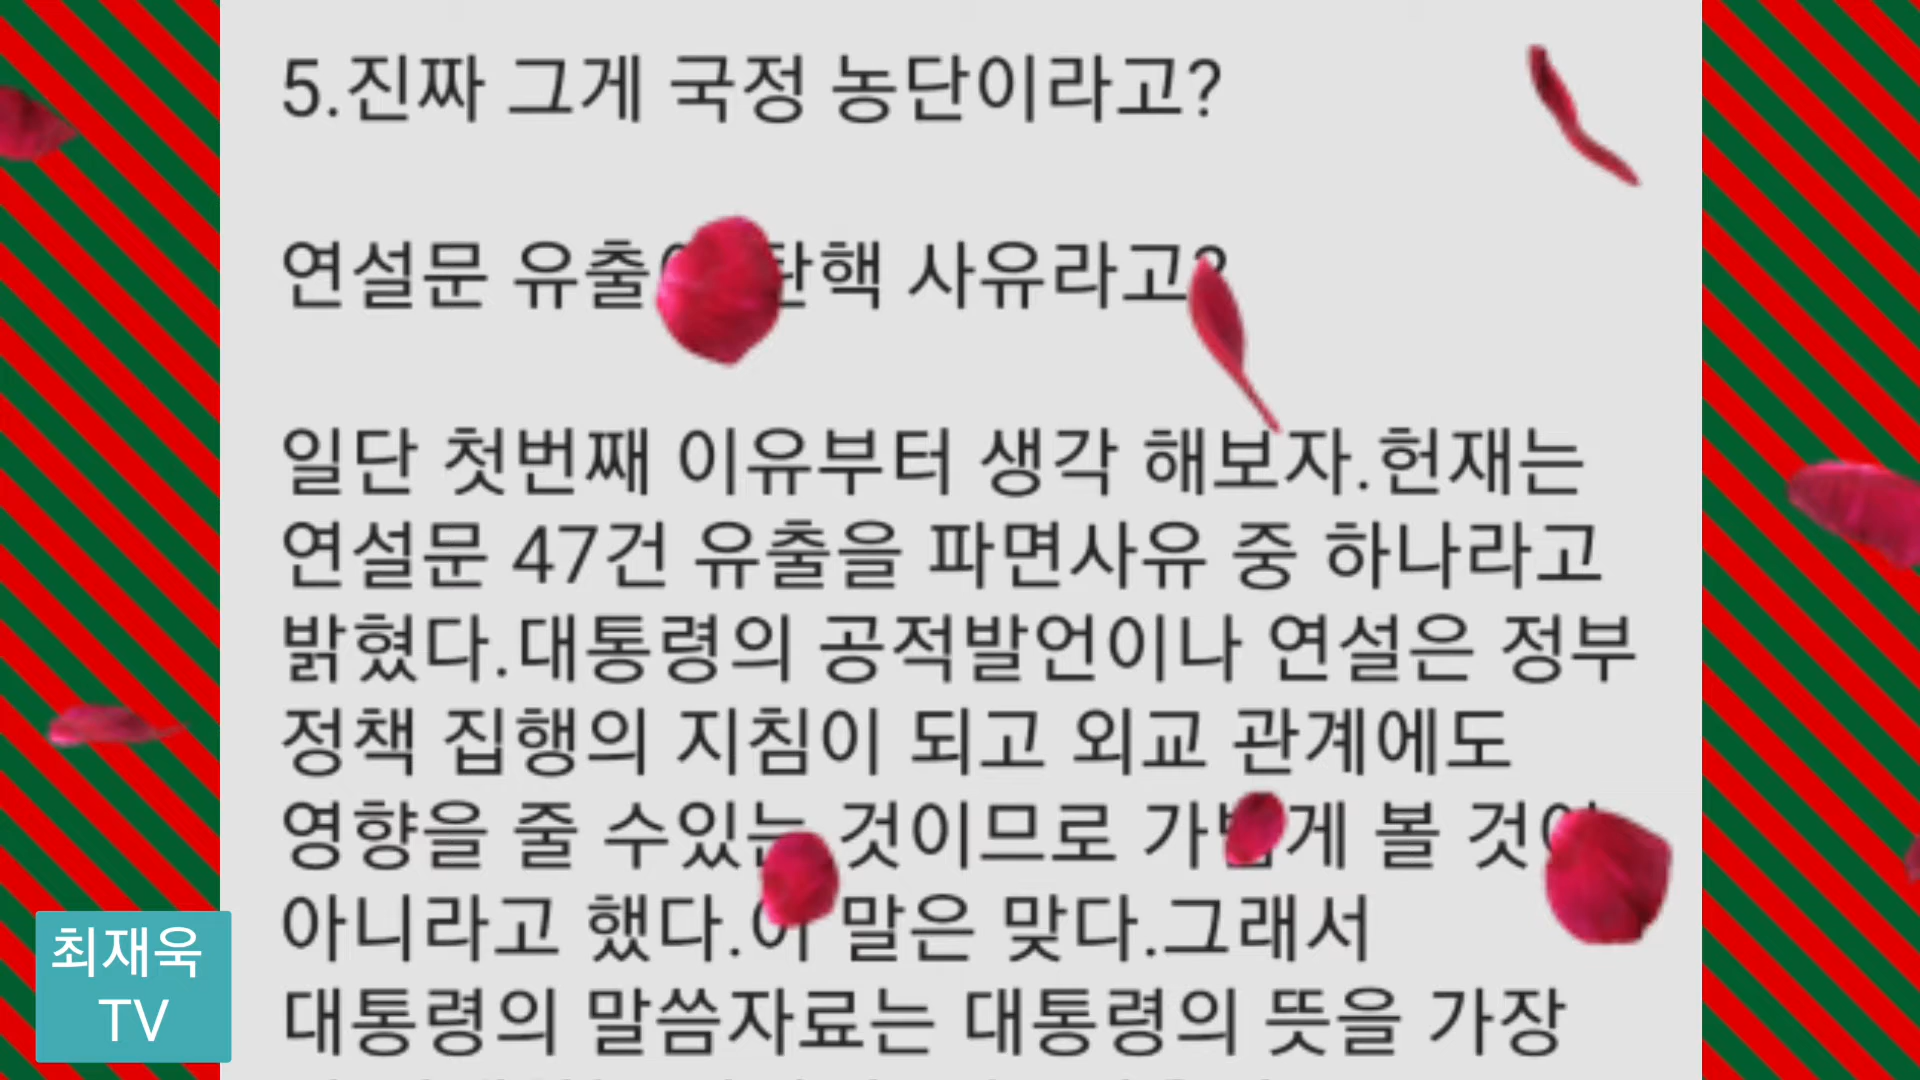 5.진짜 그게 국정 농단이라고?
연설문 유출 탄핵 사유라고?
일단 첫번째 이유부터 생각 해보자.헌재는
연설문 47건 유출을 파면사유 중 하나라고
밝혔다.대통령의 공적발언이나 연설은 정부
정책 집행의 지침이 되고 외교 관계에도
영향을 줄 수있는 것이므로 가볍게 볼 것이
아니라고 했다.이 말은 맞다.그래서
대통령의 말씀자료는 대통령의 뜻을 가장
최재욱
TV